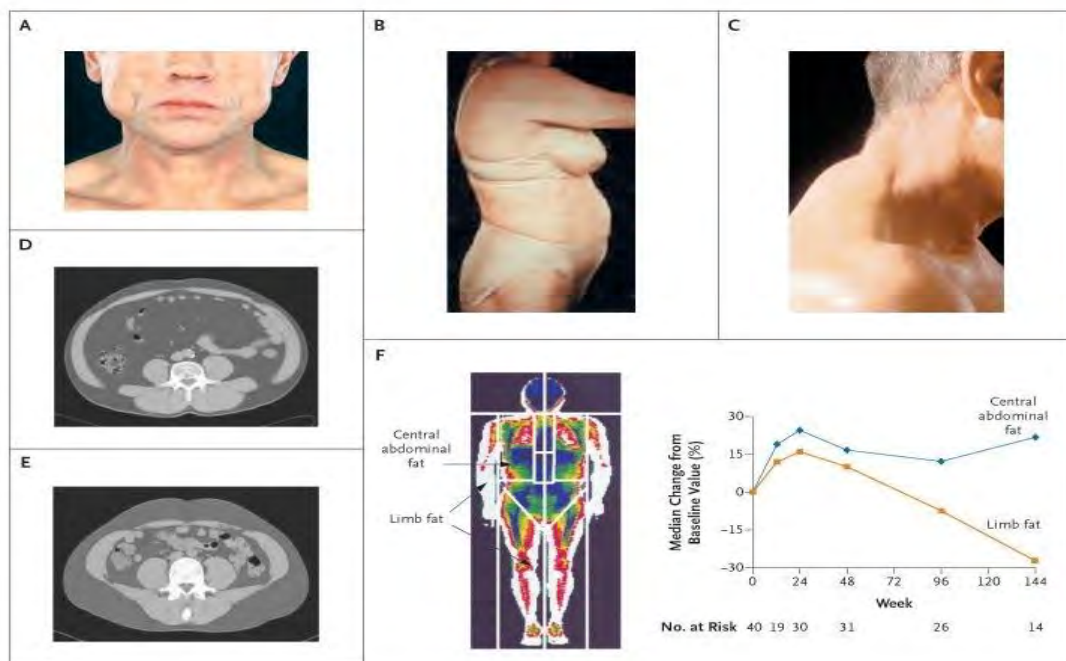 A
B
C
D
E
F
Central
abdominal
fat
Limb fat
Median Change from
Baseline Value (%)
30
15
0
−15
−30
Central
abdominal
fat
Limb fat
0 24 48 72 96 120 144
Week
No. at Risk 40 19 30 31 26 14